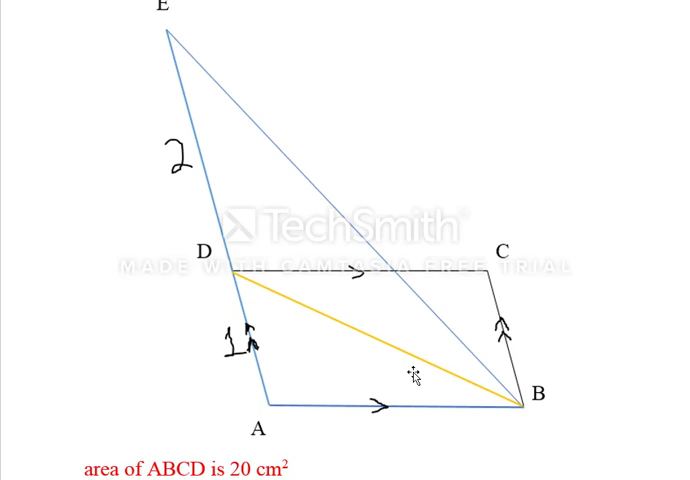 E
2
D
C
TechSmith®
MADE WITH CAMTASIA FREE TRIAL
1
B
A
area of ABCD is 20 cm²